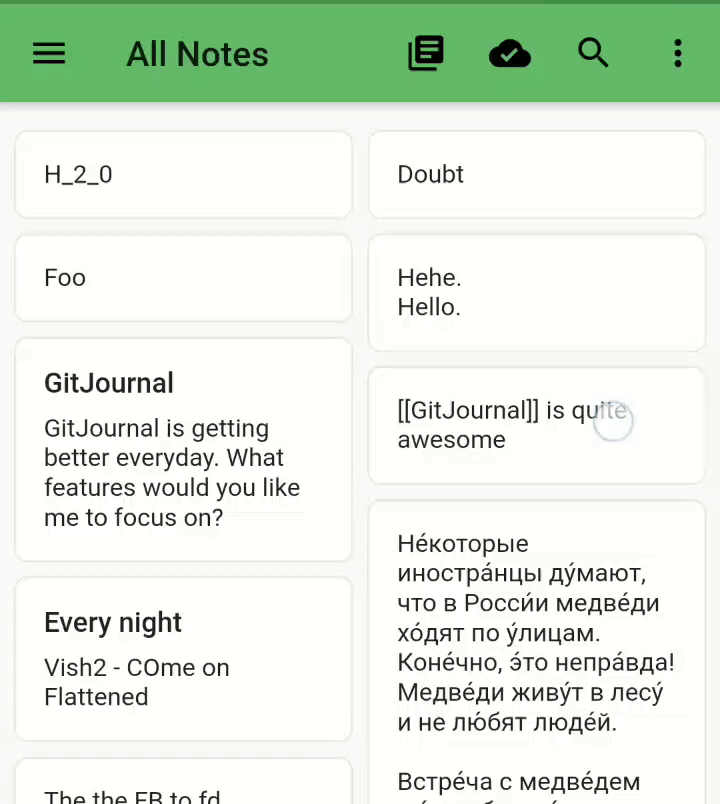 All Notes
H_2_0
Foo
GitJournal
GitJournal is getting
better everyday. What
features would you like
me to focus on?
Every night
Vish2 - COme on
Flattened
The the FB to fd
Doubt
Hehe.
Hello.
[[GitJournal]] is quite
awesome
Не́которые
иностра́нцы ду́мают,
что в Росси́и медве́ди
хо́дят по у́лицам.
Коне́чно, э́то непра́вда!
Медве́ди живу́т в лесу́
и не лю́бят люде́й.
Встре́ча с медве́дем